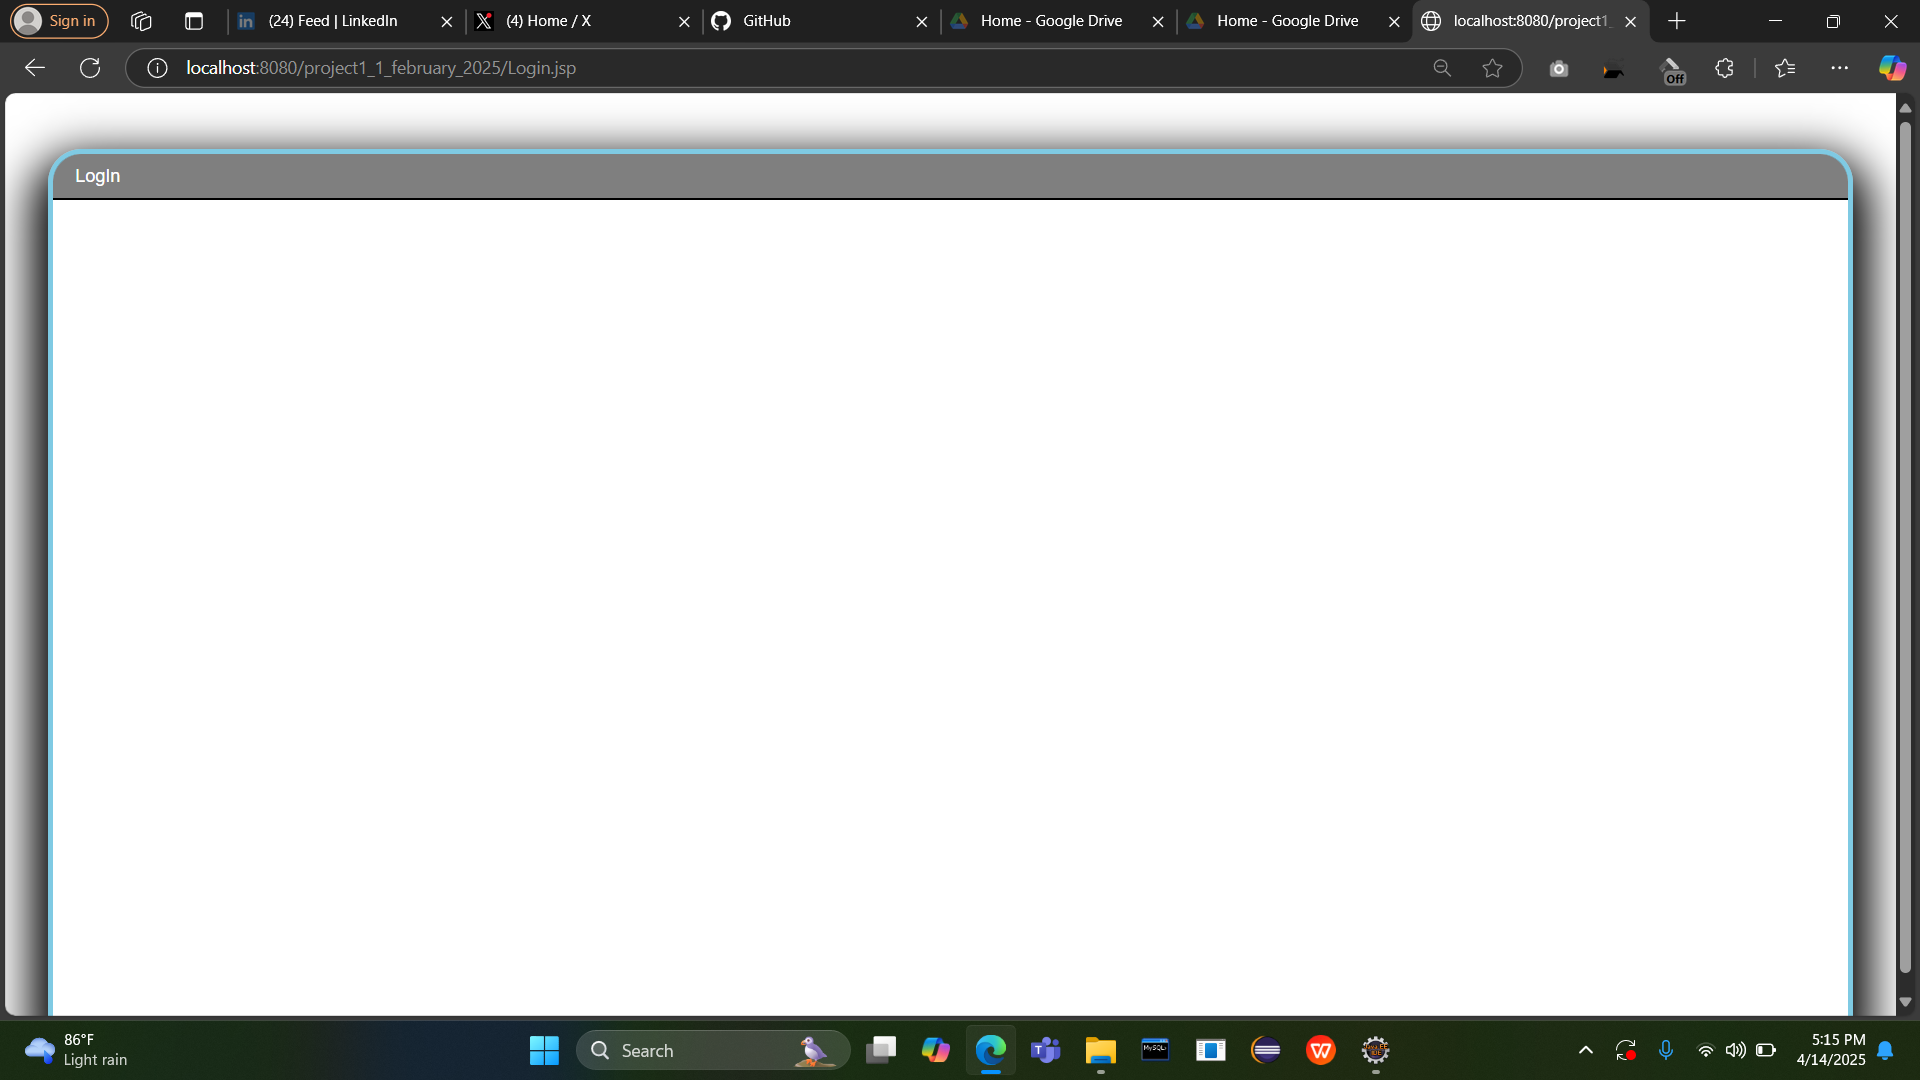 Sign in
(24) Feed | LinkedIn
(4) Home / X
GitHub
Home - Google Drive
Home - Google Drive
localhost:8080/project1_
localhost:8080/project1_1_february_2025/Login.jsp
Off
LogIn
86°F
Light rain
Search
5:15 PM
4/14/2025